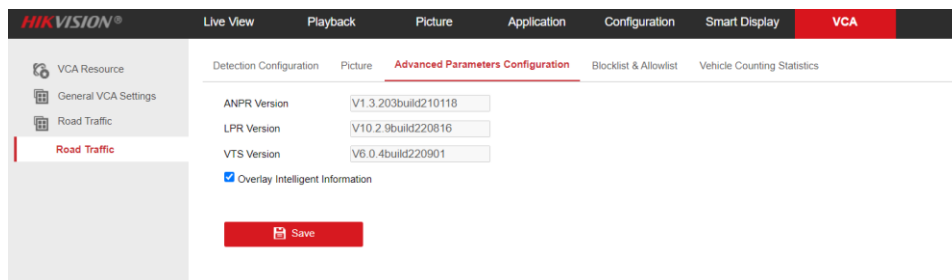 HIKVISION®
Live View Playback Picture Application Configuration Smart Display VCA
VCA Resource
General VCA Settings
Road Traffic
Road Traffic
Detection Configuration Picture Advanced Parameters Configuration Blocklist & Allowlist Vehicle Counting Statistics
ANPR Version V1.3.203build210118
LPR Version V10.2.9build220816
VTS Version V6.0.4build220901
Overlay Intelligent Information
Save